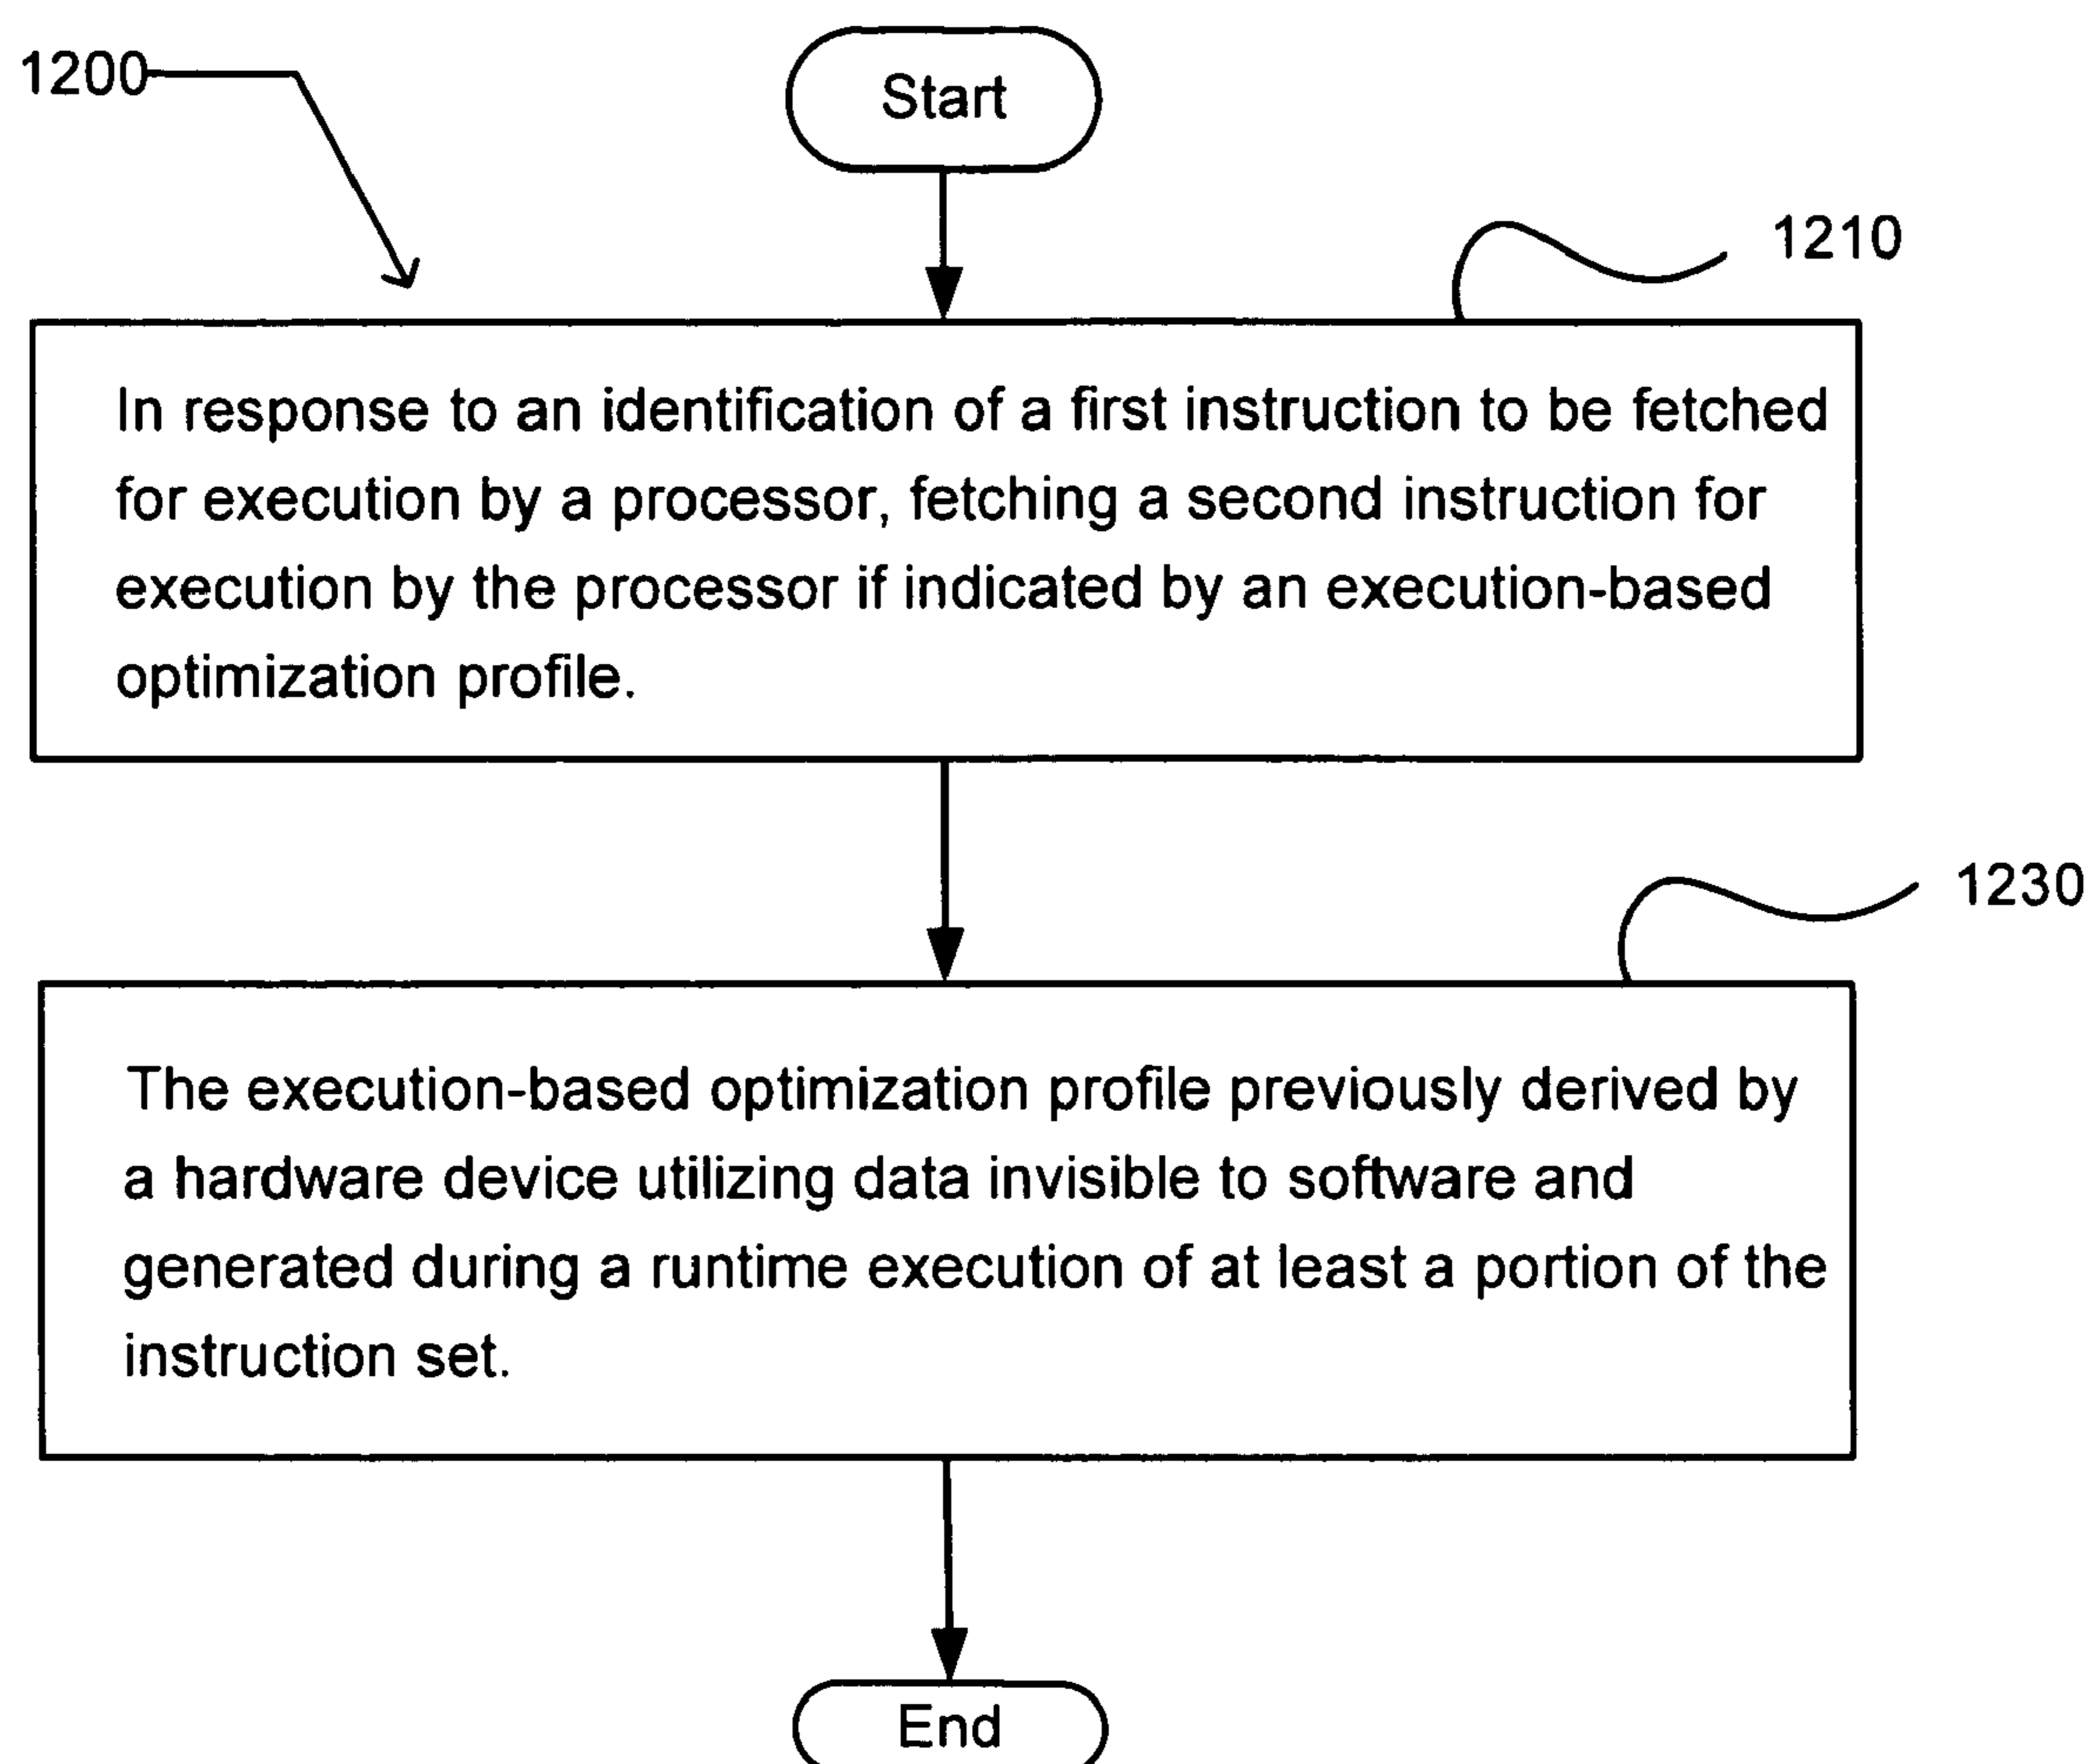 1200
Start
1210
In response to an identification of a first instruction to be fetched
for execution by a processor, fetching a second instruction for
execution by the processor if indicated by an execution-based
optimization profile.
1230
The execution-based optimization profile previously derived by
a hardware device utilizing data invisible to software and
generated during a runtime execution of at least a portion of the
instruction set.
End